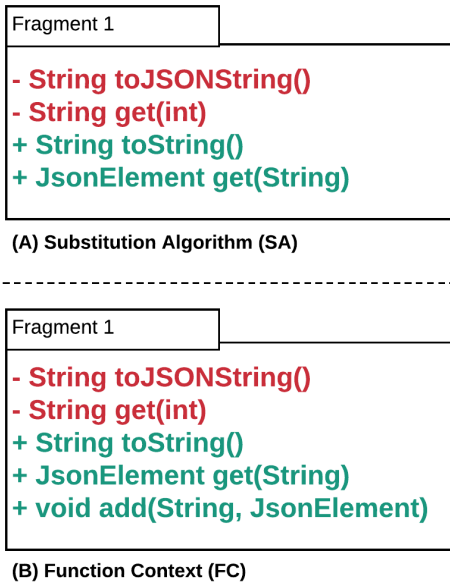 Fragment 1
- String toJSONString()
- String get(int)
+ String toString()
+ JsonElement get(String)
(A) Substitution Algorithm (SA)
Fragment 1
- String toJSONString()
- String get(int)
+ String toString()
+ JsonElement get(String)
+ void add(String, JsonElement)
(B) Function Context (FC)